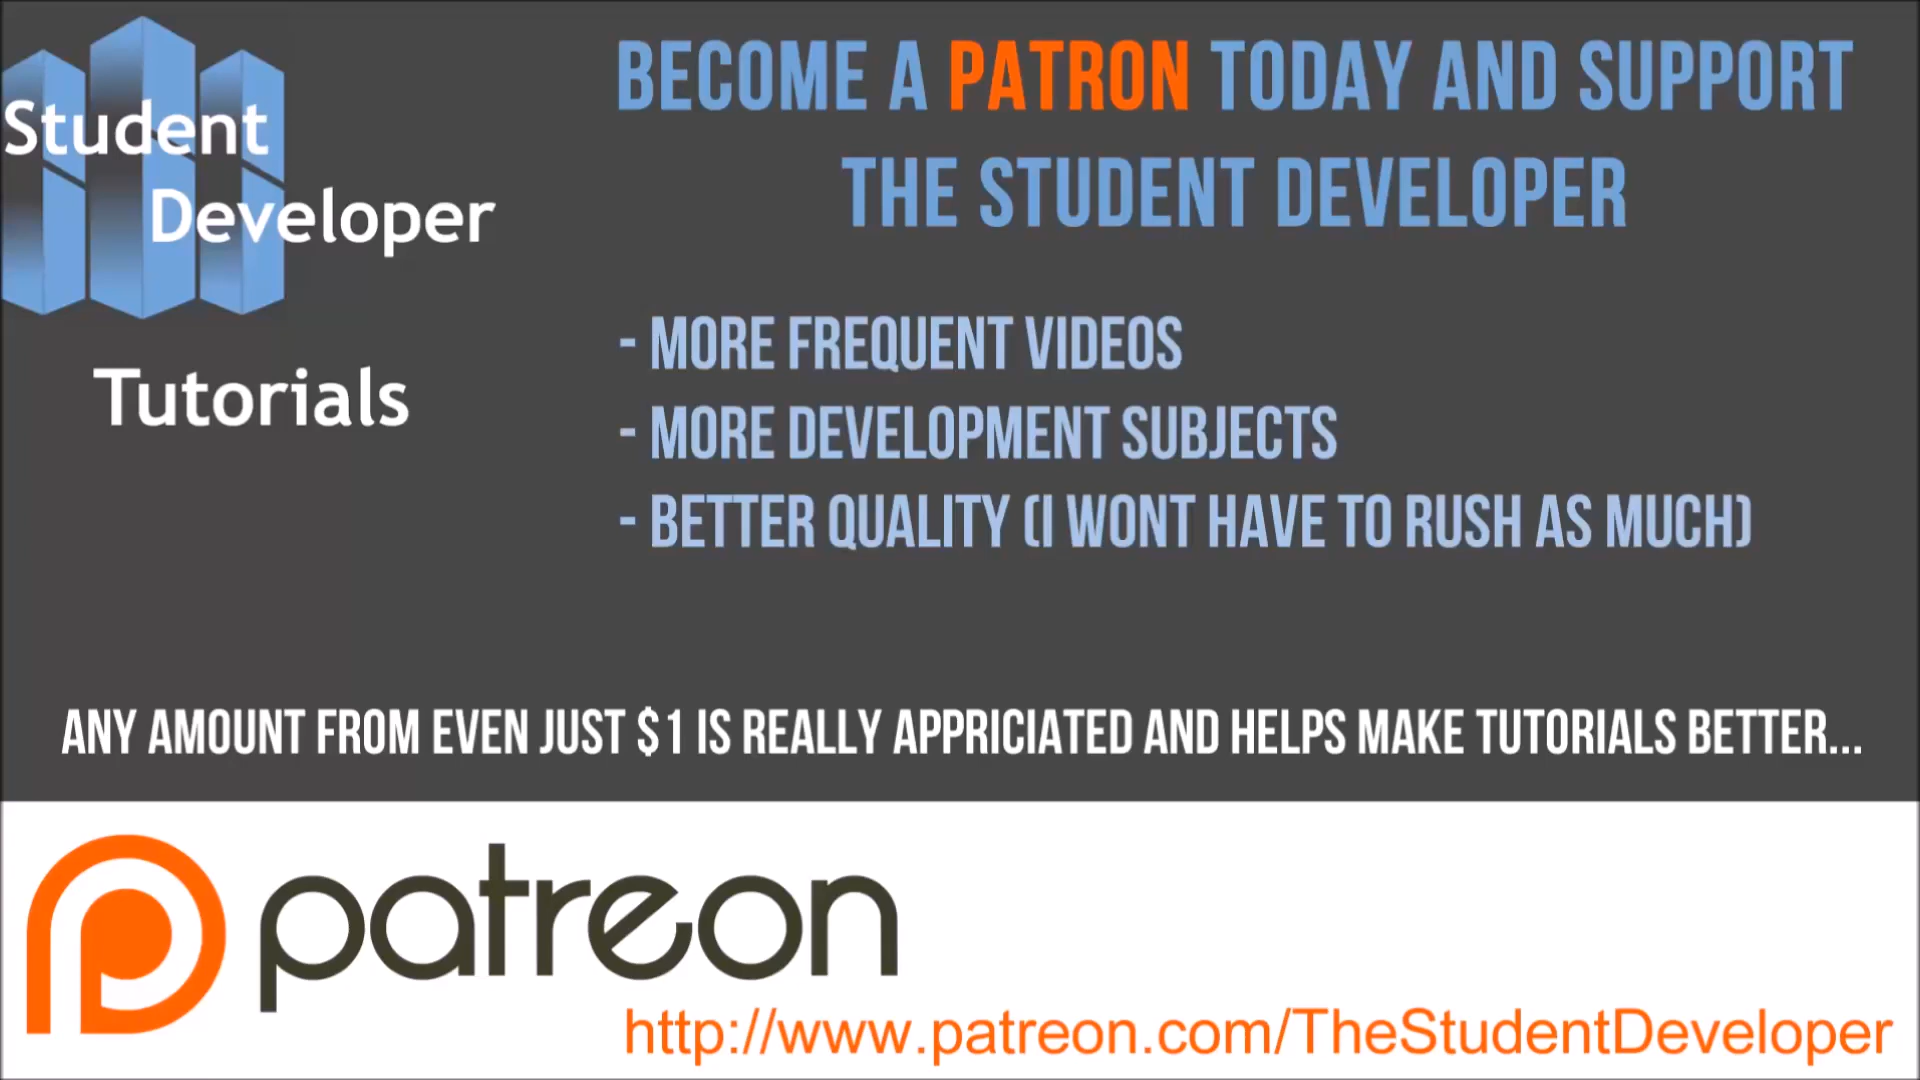 Student
Developer
Tutorials
BECOME A PATRON TODAY AND SUPPORT
THE STUDENT DEVELOPER
- MORE FREQUENT VIDEOS
- MORE DEVELOPMENT SUBJECTS
- BETTER QUALITY (I WONT HAVE TO RUSH AS MUCH)
ANY AMOUNT FROM EVEN JUST $1 IS REALLY APPRICIATED AND HELPS MAKE TUTORIALS BETTER...
patreon
http://www.patreon.com/TheStudentDeveloper